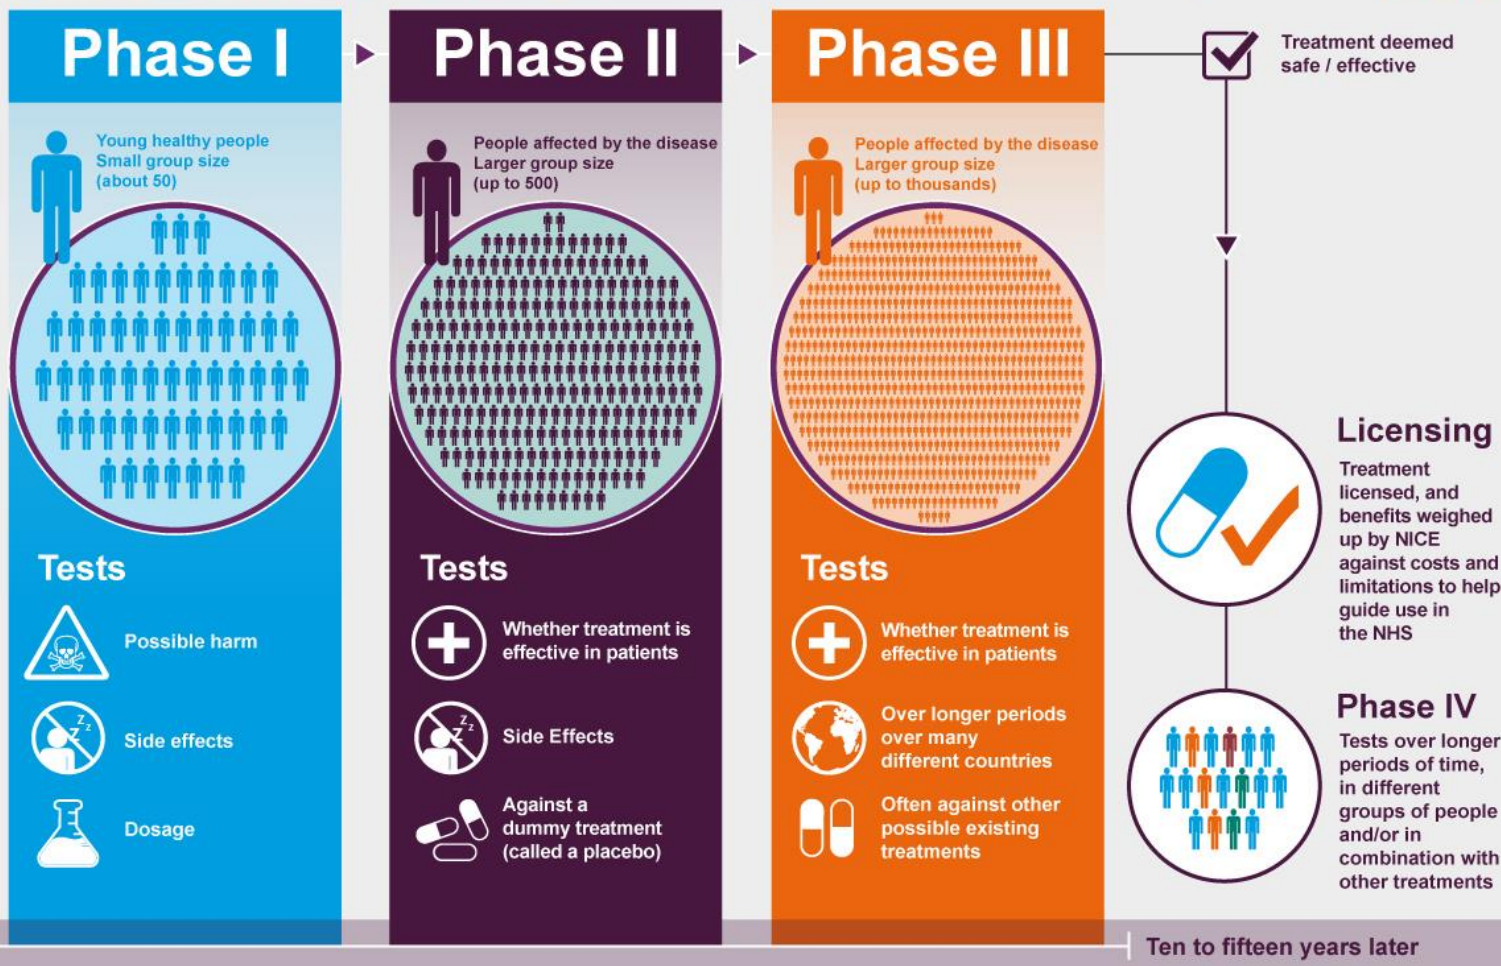 Phase I
Young healthy people
Small group size
(about 50)
Tests
Possible harm
Side effects
Dosage
Phase II
People affected by the disease
Larger group size
(up to 500)
Tests
Whether treatment is
effective in patients
Side Effects
Against a
dummy treatment
(called a placebo)
Phase III
People affected by the disease
Larger group size
(up to thousands)
Tests
Whether treatment is
effective in patients
Over longer periods
over many
different countries
Often against other
possible existing
treatments
Treatment deemed
safe / effective
Licensing
Treatment
licensed, and
benefits weighed
up by NICE
against costs and
limitations to help
guide use in
the NHS
Phase IV
Tests over longer
periods of time,
in different
groups of people
and/or in
combination with
other treatments
Ten to fifteen years later